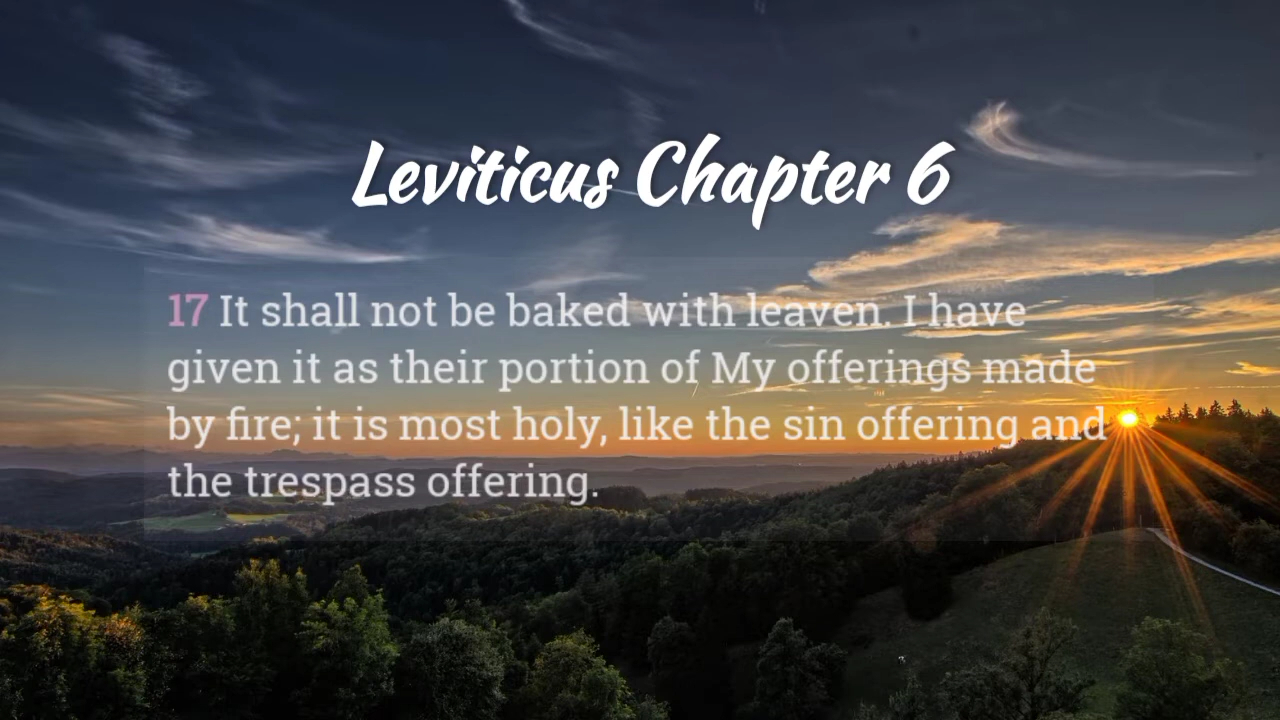 Leviticus Chapter 6
17 It shall not be baked with leaven. I have
given it as their portion of My offerings made
by fire; it is most holy, like the sin offering and
the trespass offering.